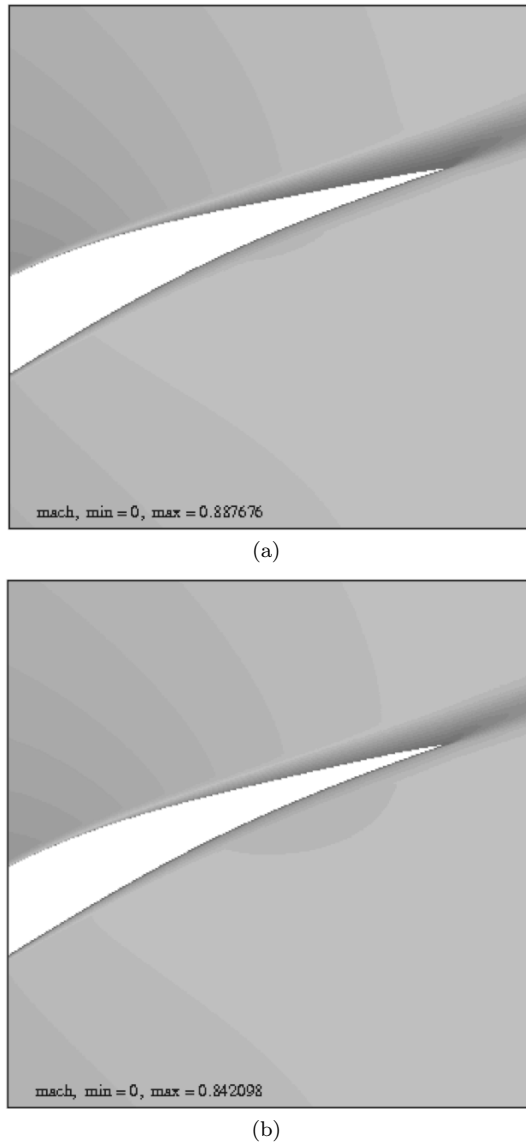 mach, min = 0, max = 0.887676
(a)
mach, min = 0, max = 0.842098
(b)